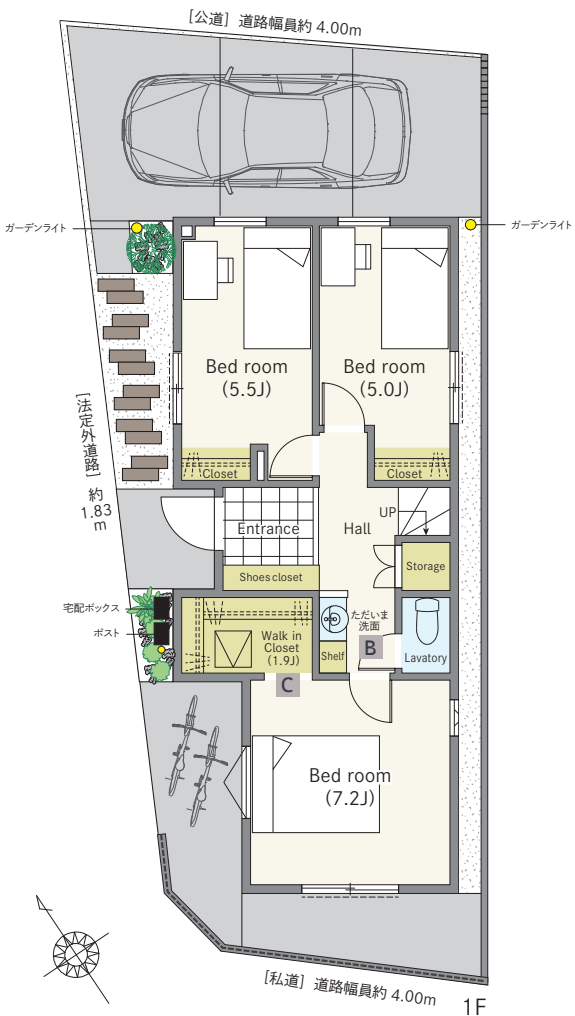 [公道] 道路幅員約 4.00m
ガーデンライト
ガーデンライト
Bed room
(5.5J)
Bed room
(5.0J)
[法定外道路] 約
1.83
m
Closet
Closet
UP
Entrance
Hall
Storage
Shoes closet
宅配ボックス
ポスト
Walk in
Closet
(1.9J)
ただいま
洗面
Shelf
B
Lavatory
C
Bed room
(7.2J)
[私道] 道路幅員約 4.00m
1F